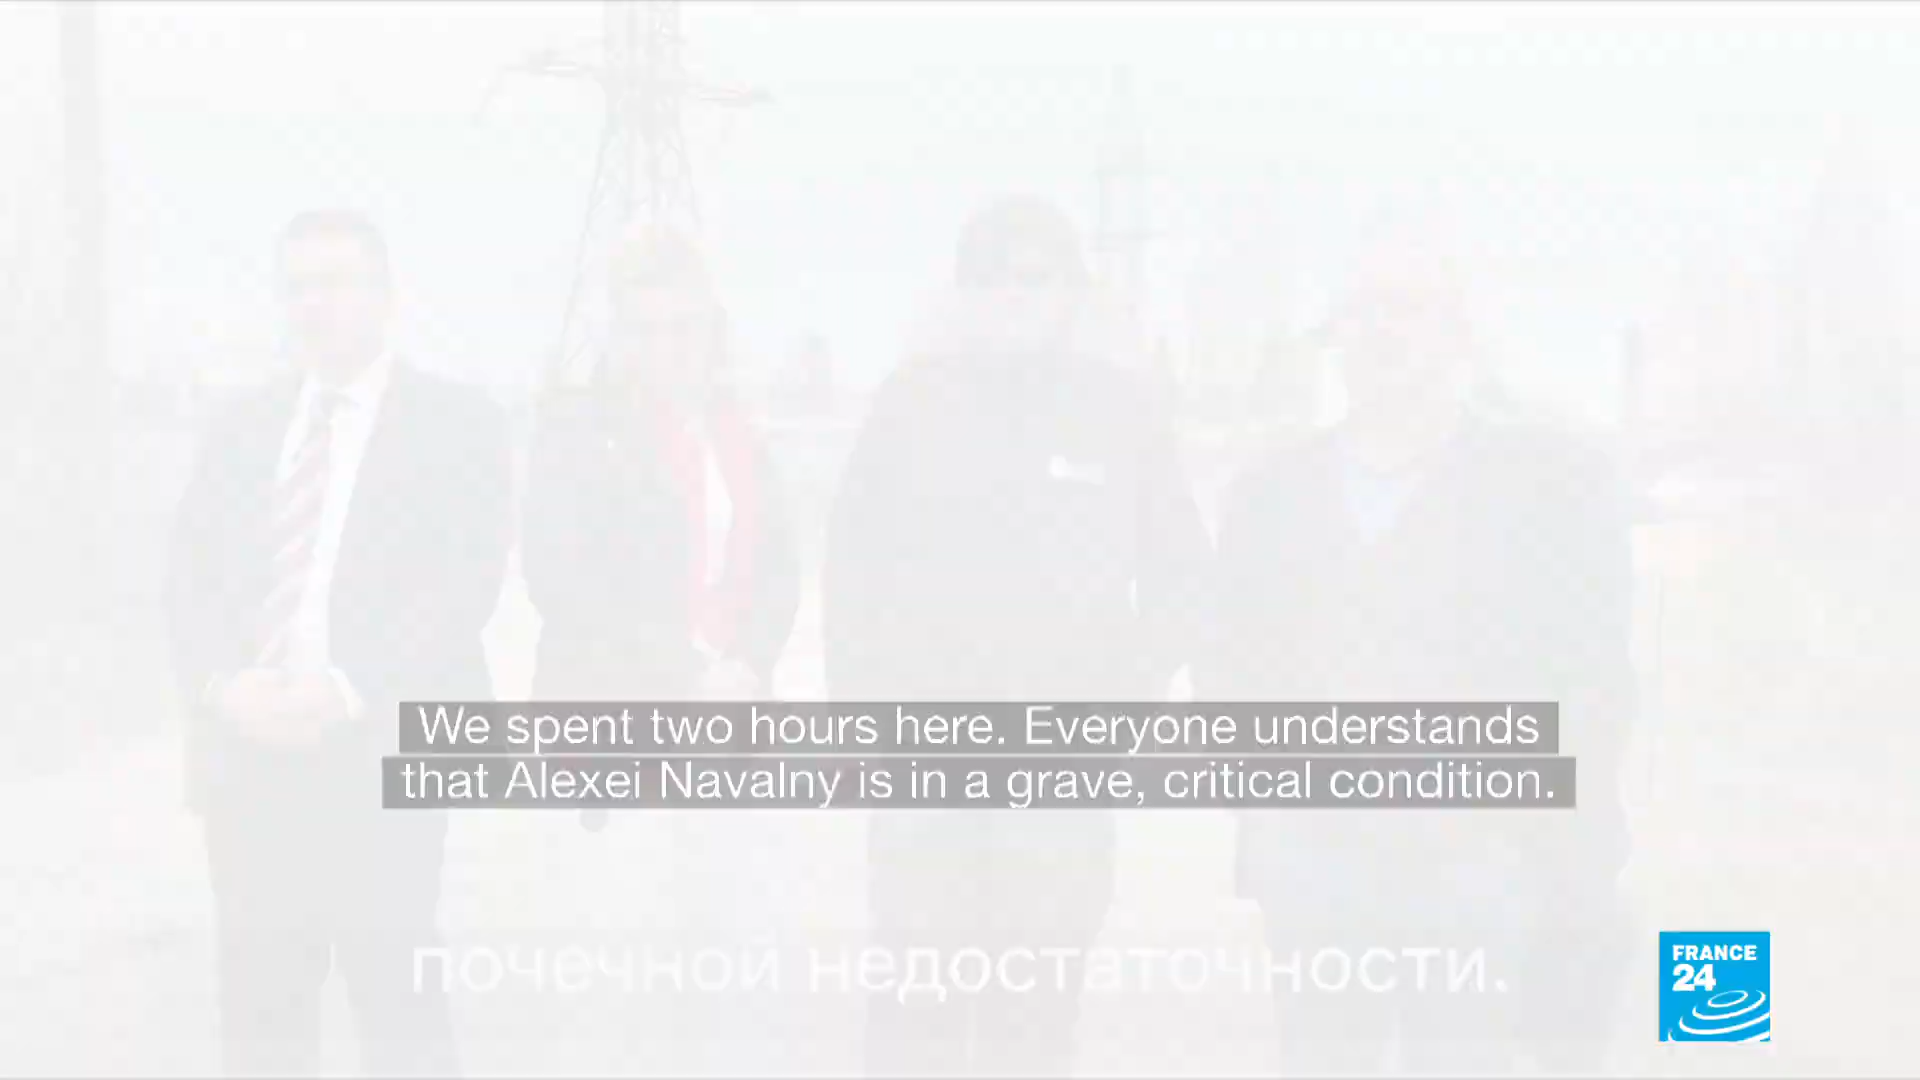 We spent two hours here. Everyone understands
that Alexei Navalny is in a grave, critical condition.
почечной недостаточности.
FRANCE
24